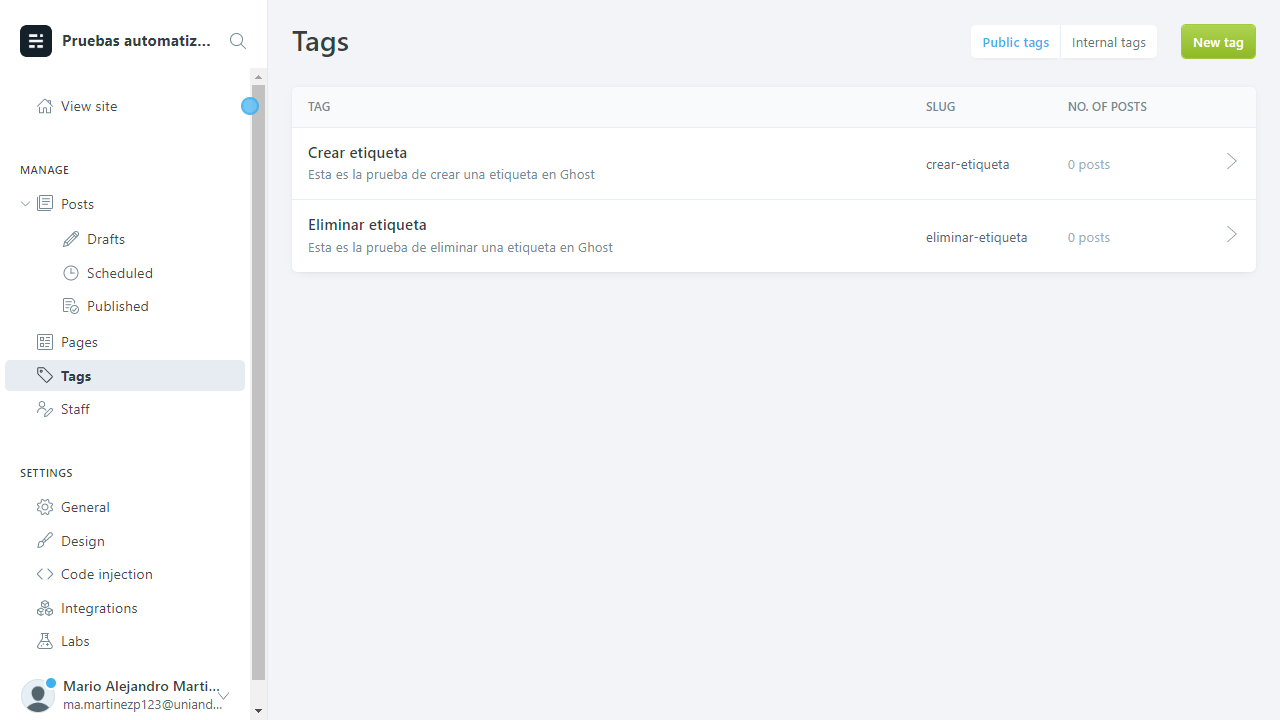 Pruebas automatiz...
View site
MANAGE
Posts
Drafts
Scheduled
Published
Pages
Tags
Staff
SETTINGS
General
Design
Code injection
Integrations
Labs
Mario Alejandro Marti...
ma.martinezp123@uniand...
Tags
Public tags
Internal tags
New tag
TAG SLUG NO. OF POSTS
Crear etiqueta
Esta es la prueba de crear una etiqueta en Ghost
crear-etiqueta
0 posts
Eliminar etiqueta
Esta es la prueba de eliminar una etiqueta en Ghost
eliminar-etiqueta
0 posts